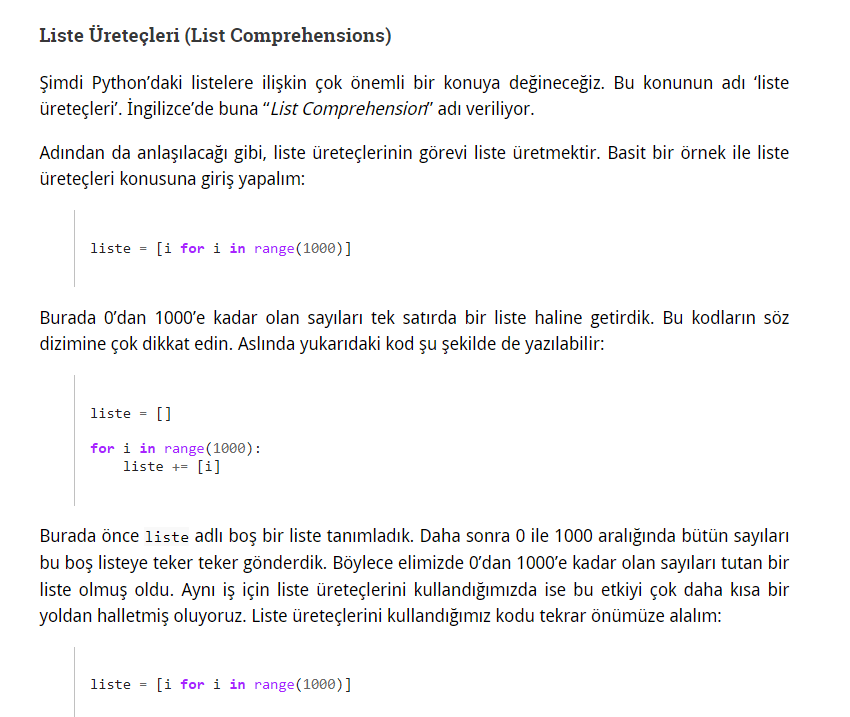 Liste Üreteçleri (List Comprehensions)
Şimdi Python’daki listelere ilişkin çok önemli bir konuya değineceğiz. Bu konunun adı ‘liste
üreteçleri’. İngilizce’de buna “List Comprehension” adı veriliyor.
Adından da anlaşılacağı gibi, liste üreteçlerinin görevi liste üretmektir. Basit bir örnek ile liste
üreteçleri konusuna giriş yapalım:
liste = [i for i in range(1000)]
Burada 0’dan 1000’e kadar olan sayıları tek satırda bir liste haline getirdik. Bu kodların söz
dizimine çok dikkat edin. Aslında yukarıdaki kod şu şekilde de yazılabilir:
liste = []
for i in range(1000):
    liste += [i]
Burada önce liste adlı boş bir liste tanımladık. Daha sonra 0 ile 1000 aralığında bütün sayıları
bu boş listeye teker teker gönderdik. Böylece elimizde 0’dan 1000’e kadar olan sayıları tutan bir
liste olmuş oldu. Aynı iş için liste üreteçlerini kullandığımızda ise bu etkiyi çok daha kısa bir
yoldan halletmiş oluyoruz. Liste üreteçlerini kullandığımız kodu tekrar önümüze alalım:
liste = [i for i in range(1000)]